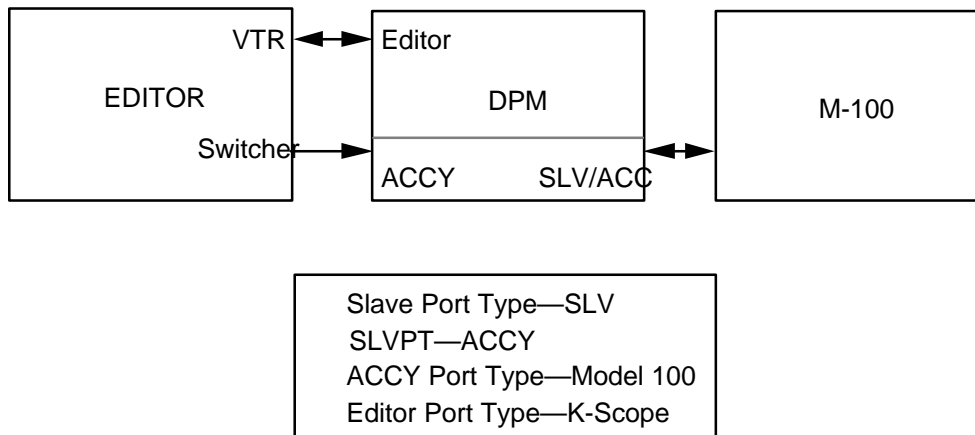 VTR
Editor
EDITOR
DPM
M-100
Switcher
ACCY
SLV/ACC
Slave Port Type—SLV
SLVPT—ACCY
ACCY Port Type—Model 100
Editor Port Type—K-Scope